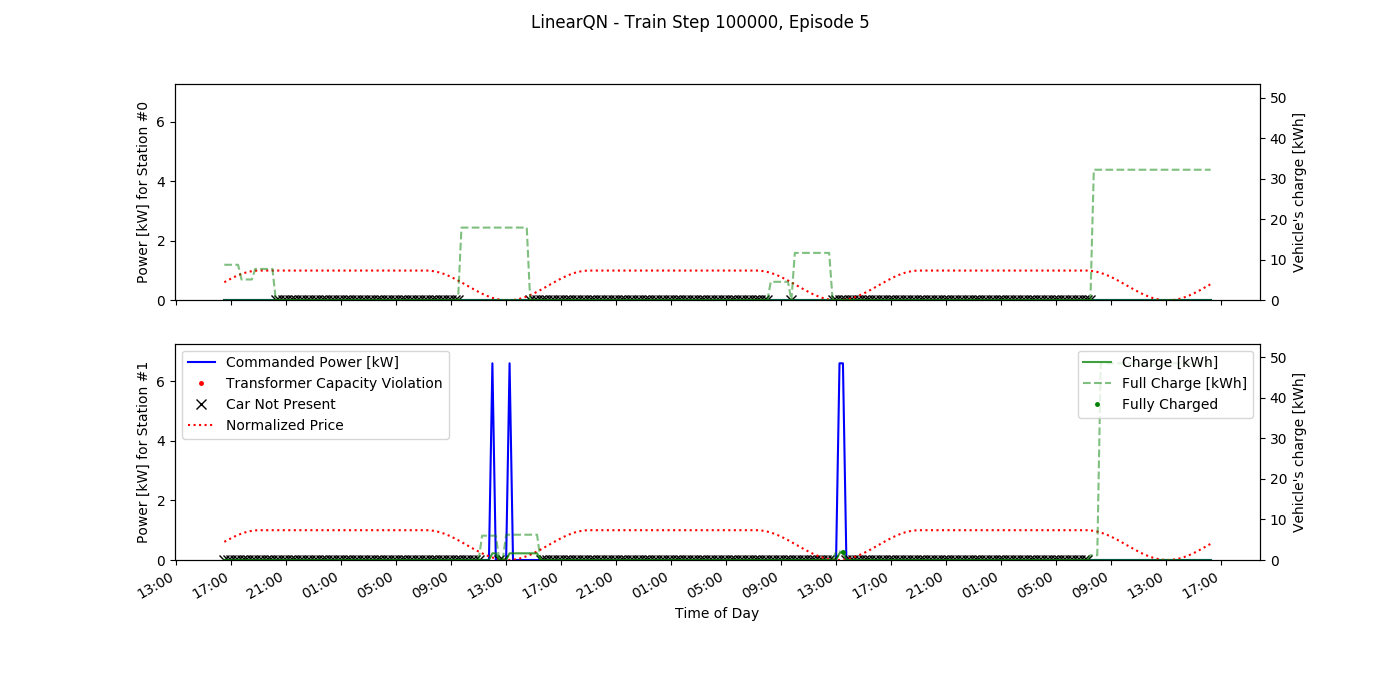 LinearQN - Train Step 100000, Episode 5
Power [kW] for Station #0
6
4
2
0
50
40
30
20
10
0
Vehicle's charge [kWh]
Power [kW] for Station #1
6
4
2
0
Commanded Power [kW]
Transformer Capacity Violation
Car Not Present
Normalized Price
Charge [kWh]
Full Charge [kWh]
Fully Charged
50
40
30
20
10
0
Vehicle's charge [kWh]
13:00 17:00 21:00 01:00 05:00 09:00 13:00 17:00 21:00 01:00 05:00 09:00 13:00 17:00 21:00 01:00 05:00 09:00 13:00 17:00
Time of Day